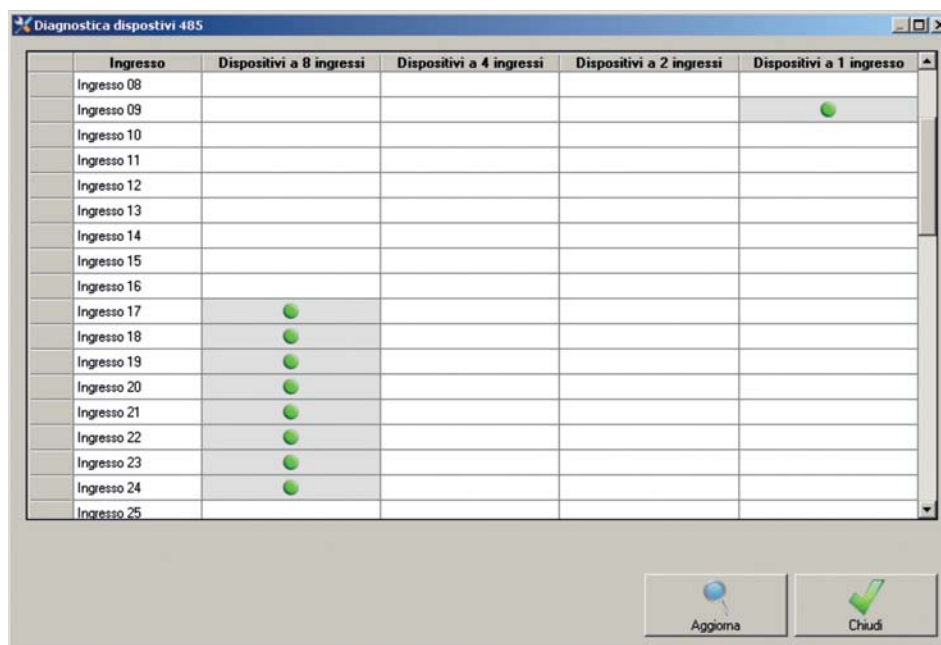 Diagnostica dispostivi 485
Ingresso Dispositivi a 8 ingressi Dispositivi a 4 ingressi Dispositivi a 2 ingressi Dispositivi a 1 ingresso
Ingresso 08
Ingresso 09
Ingresso 10
Ingresso 11
Ingresso 12
Ingresso 13
Ingresso 14
Ingresso 15
Ingresso 16
Ingresso 17
Ingresso 18
Ingresso 19
Ingresso 20
Ingresso 21
Ingresso 22
Ingresso 23
Ingresso 24
Ingresso 25
Aggiorna Chiudi